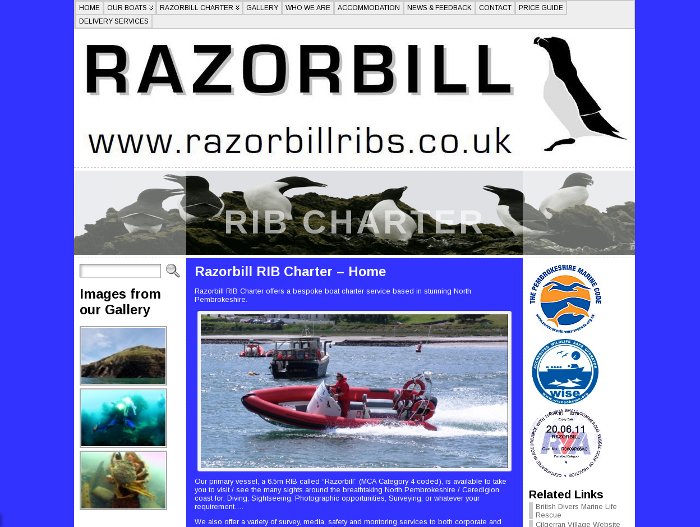 HOME OUR BOATS RAZORBILL CHARTER GALLERY WHO WE ARE ACCOMMODATION NEWS & FEEDBACK CONTACT PRICE GUIDE
DELIVERY SERVICES
RAZORBILL
www.razorbillribs.co.uk
RIB CHARTER
Images from
our Gallery
Razorbill RIB Charter – Home
Razorbill RIB Charter offers a bespoke boat charter service based in stunning North
Pembrokeshire.
Our primary vessel, a 6.5m RIB called "Razorbill" (MCA Category 4 coded), is available to take
you to visit / see the many sights around the breathtaking North Pembrokeshire / Ceredigion
coast for; Diving, Sightseeing, Photographic opportunities, Surveying, or whatever your
requirement....
We also offer a variety of survey, media, safety and monitoring services to both corporate and
THE PEMBROKESHIRE MARINE CODE
wise
20.06.11
RAZORBILL
RYA
Related Links
British Divers Marine Life
Rescue
Cilgerran Village Website